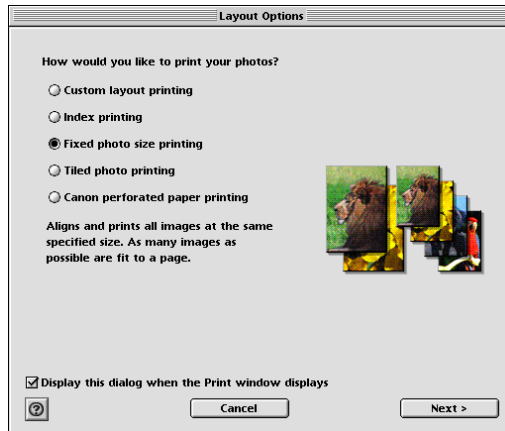 Layout Options
How would you like to print your photos?
Custom layout printing
Index printing
Fixed photo size printing
Tiled photo printing
Canon perforated paper printing
Aligns and prints all images at the same
specified size. As many images as
possible are fit to a page.
Display this dialog when the Print window displays
?
Cancel
Next >